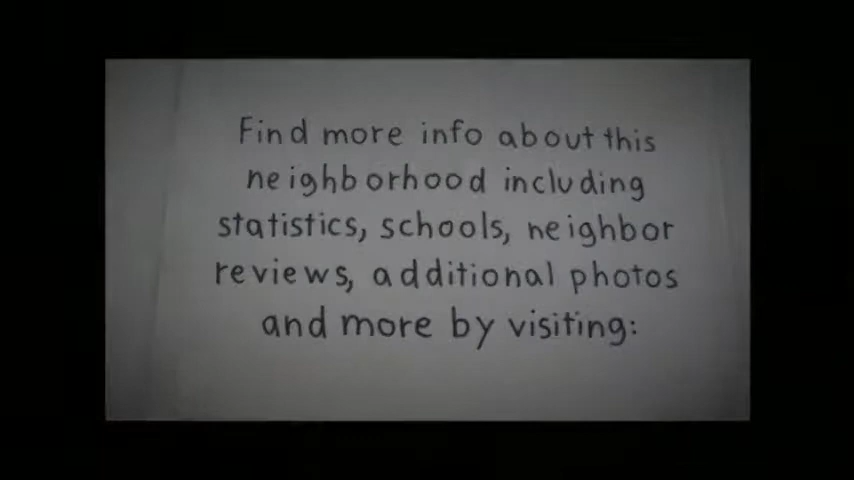 Find more info about this
neighborhood including
statistics, schools, neighbor
reviews, additional photos
and more by visiting: